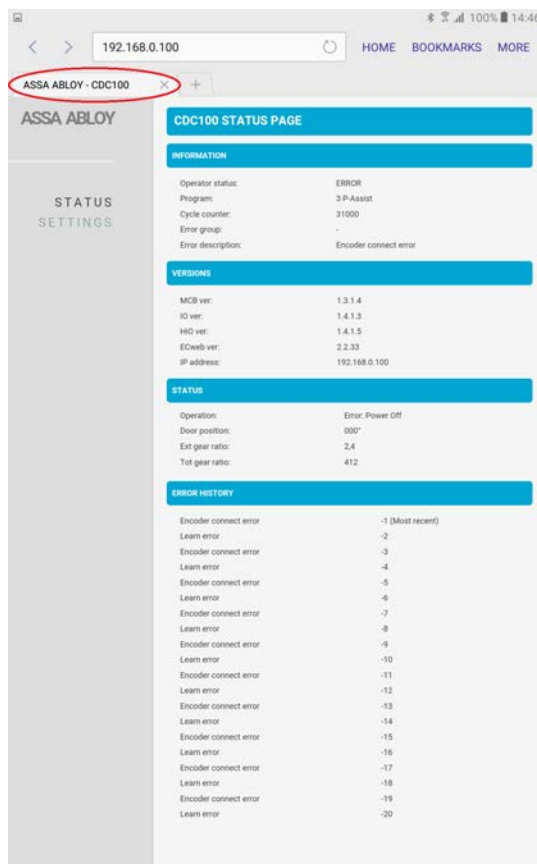 100% 14:46
192.168.0.100 HOME BOOKMARKS MORE
ASSA ABLOY - CDC100
ASSA ABLOY
STATUS
SETTINGS
CDC100 STATUS PAGE
INFORMATION
Operator status: ERROR
Program: 3 P-Assist
Cycle counter: 31000
Error group: -
Error description: Encoder connect error
VERSIONS
MCB ver: 1.3.1.4
IO ver: 1.4.1.3
HIO ver: 1.4.1.5
ECweb ver: 2.2.33
IP address: 192.168.0.100
STATUS
Operation: Error: Power Off
Door position: 000°
Ext gear ratio: 2,4
Tot gear ratio: 412
ERROR HISTORY
Encoder connect error -1 (Most recent)
Learn error -2
Encoder connect error -3
Learn error -4
Encoder connect error -5
Learn error -6
Encoder connect error -7
Learn error -8
Encoder connect error -9
Learn error -10
Encoder connect error -11
Learn error -12
Encoder connect error -13
Learn error -14
Encoder connect error -15
Learn error -16
Encoder connect error -17
Learn error -18
Encoder connect error -19
Learn error -20